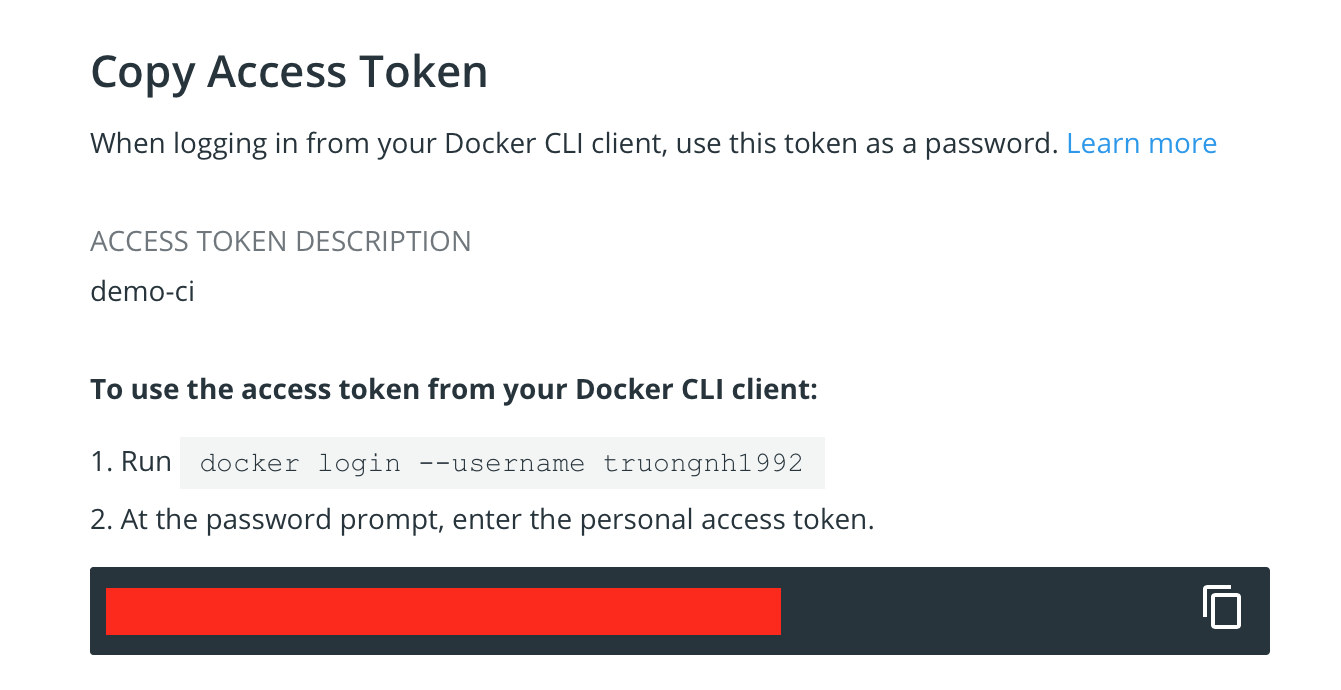 Copy Access Token
When logging in from your Docker CLI client, use this token as a password. Learn more
ACCESS TOKEN DESCRIPTION
demo-ci
To use the access token from your Docker CLI client:
1. Run docker login --username truongnh1992
2. At the password prompt, enter the personal access token.